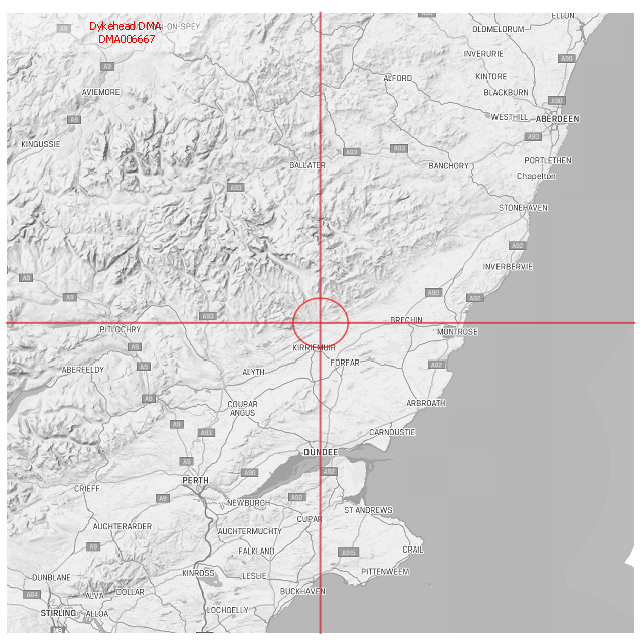 ELLON
A9
Dykehead DMA
ON-SPEY
OLDMELDRUM
DMA006667
INVERURIE
A90
A9
KINTORE
ALFORD
AVIEMORE
BLACKBURN
A90
WESTHILL
ABERDEEN
A9
A93
KINGUSSIE
A93
A93
BALLATER
BANCHORY
PORTLETHEN
Chapelton
A93
STONEHAVEN
A92
INVERBERVIE
A9
A90
A9
A92
A93
BRECHIN
PITLOCHRY
MONTROSE
A9
KIRRIEMUIR
FORFAR
A9
A92
ABERFELDY
ALYTH
A9
COUPAR
ANGUS
ARBROATH
A9
A93
CARNOUSTIE
DUNDEE
A9
A90
A92
PERTH
CRIEFF
A9
A92
NEWBURGH
ST ANDREWS
CUPAR
AUCHTERARDER
AUCHTERMUCHTY
A9
FALKLAND
A915
CRAIL
KINROSS
PITTENWEEM
DUNBLANE
LESLIE
A84
ALVA
DOLLAR
BUCKHAVEN
STIRLING
ALLOA
LOCHGELLY